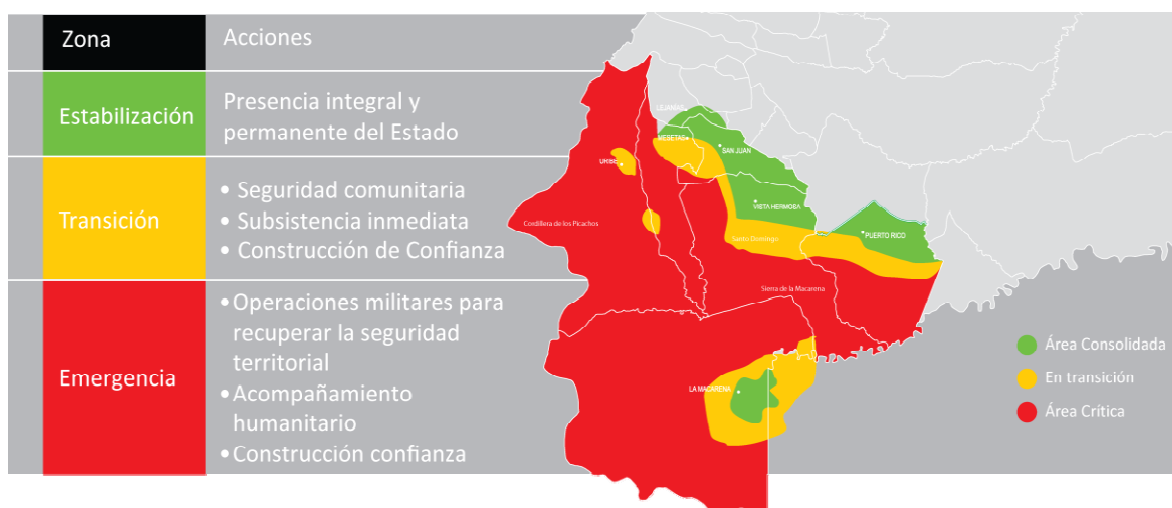 Zona
Acciones
Estabilización
Presencia integral y
permanente del Estado
Transición
• Seguridad comunitaria
• Subsistencia inmediata
• Construcción de Confianza
Emergencia
• Operaciones militares para
recuperar la seguridad
territorial
• Acompañamiento
humanitario
• Construcción confianza
LEJANÍAS
MESETAS
SAN JUAN
URIBE
VISTA HERMOSA
Cordillera de los Picachos
PUERTO RICO
Santo Domingo
Sierra de la Macarena
LA MACARENA
Área Consolidada
En transición
Área Crítica